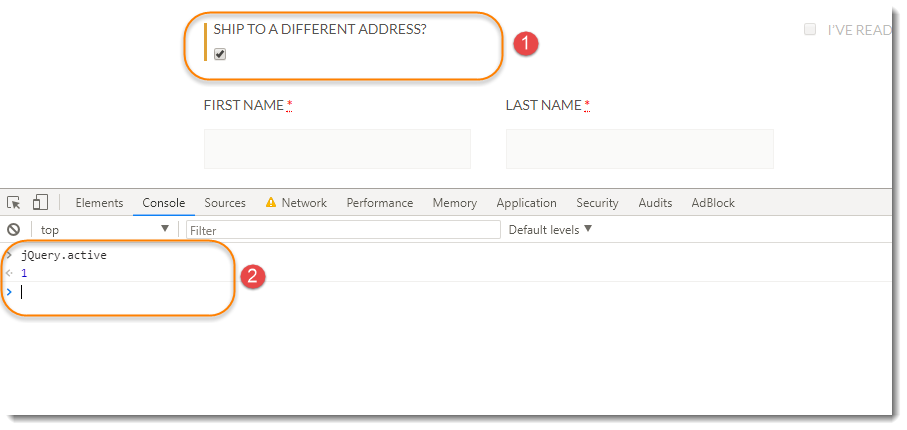 SHIP TO A DIFFERENT ADDRESS?
1
I'VE READ
FIRST NAME *
LAST NAME *
Elements Console Sources Network Performance Memory Application Security Audits AdBlock
top Filter Default levels
> jQuery.active
1
2
>